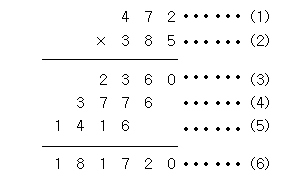 4 7 2 •••••• (1)
× 3 8 5 •••••• (2)
2 3 6 0 •••••• (3)
3 7 7 6 •••••• (4)
1 4 1 6 •••••• (5)
1 8 1 7 2 0 •••••• (6)